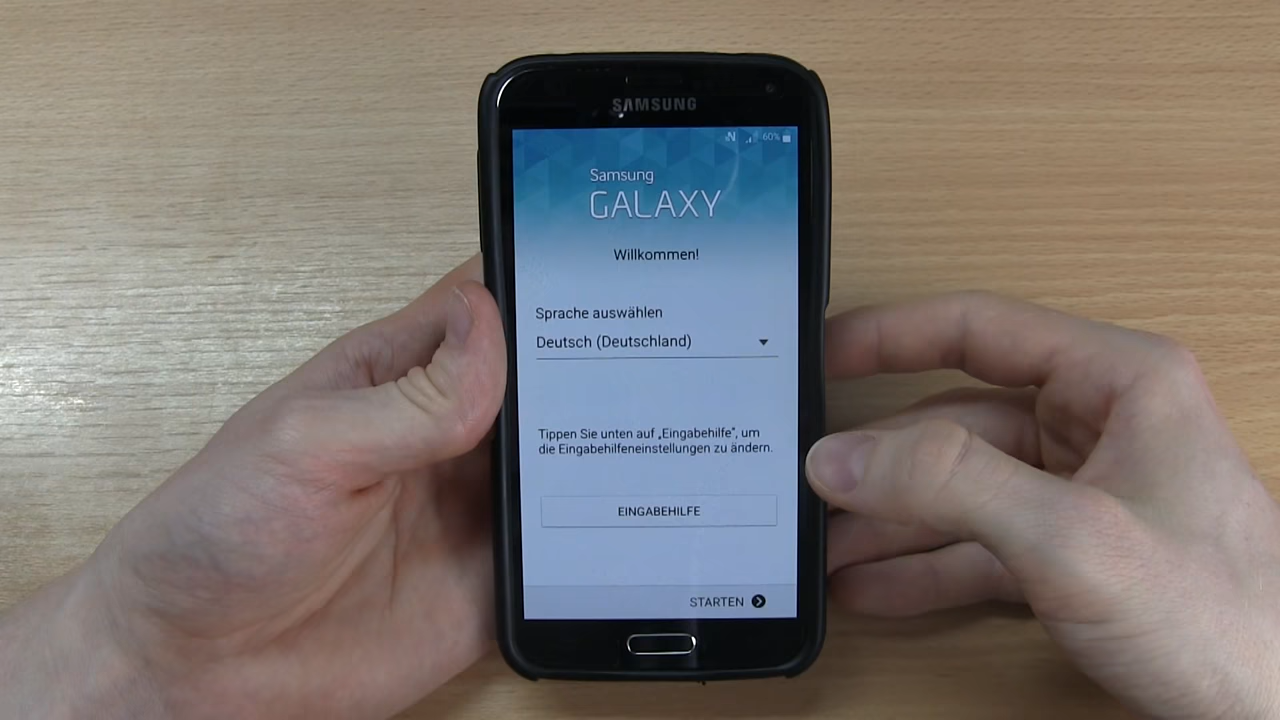 SAMSUNG
N 60%
Samsung
GALAXY
Willkommen!
Sprache auswählen
Deutsch (Deutschland)
Tippen Sie unten auf „Eingabehilfe“, um
die Eingabehilfeneinstellungen zu ändern.
EINGABEHILFE
STARTEN